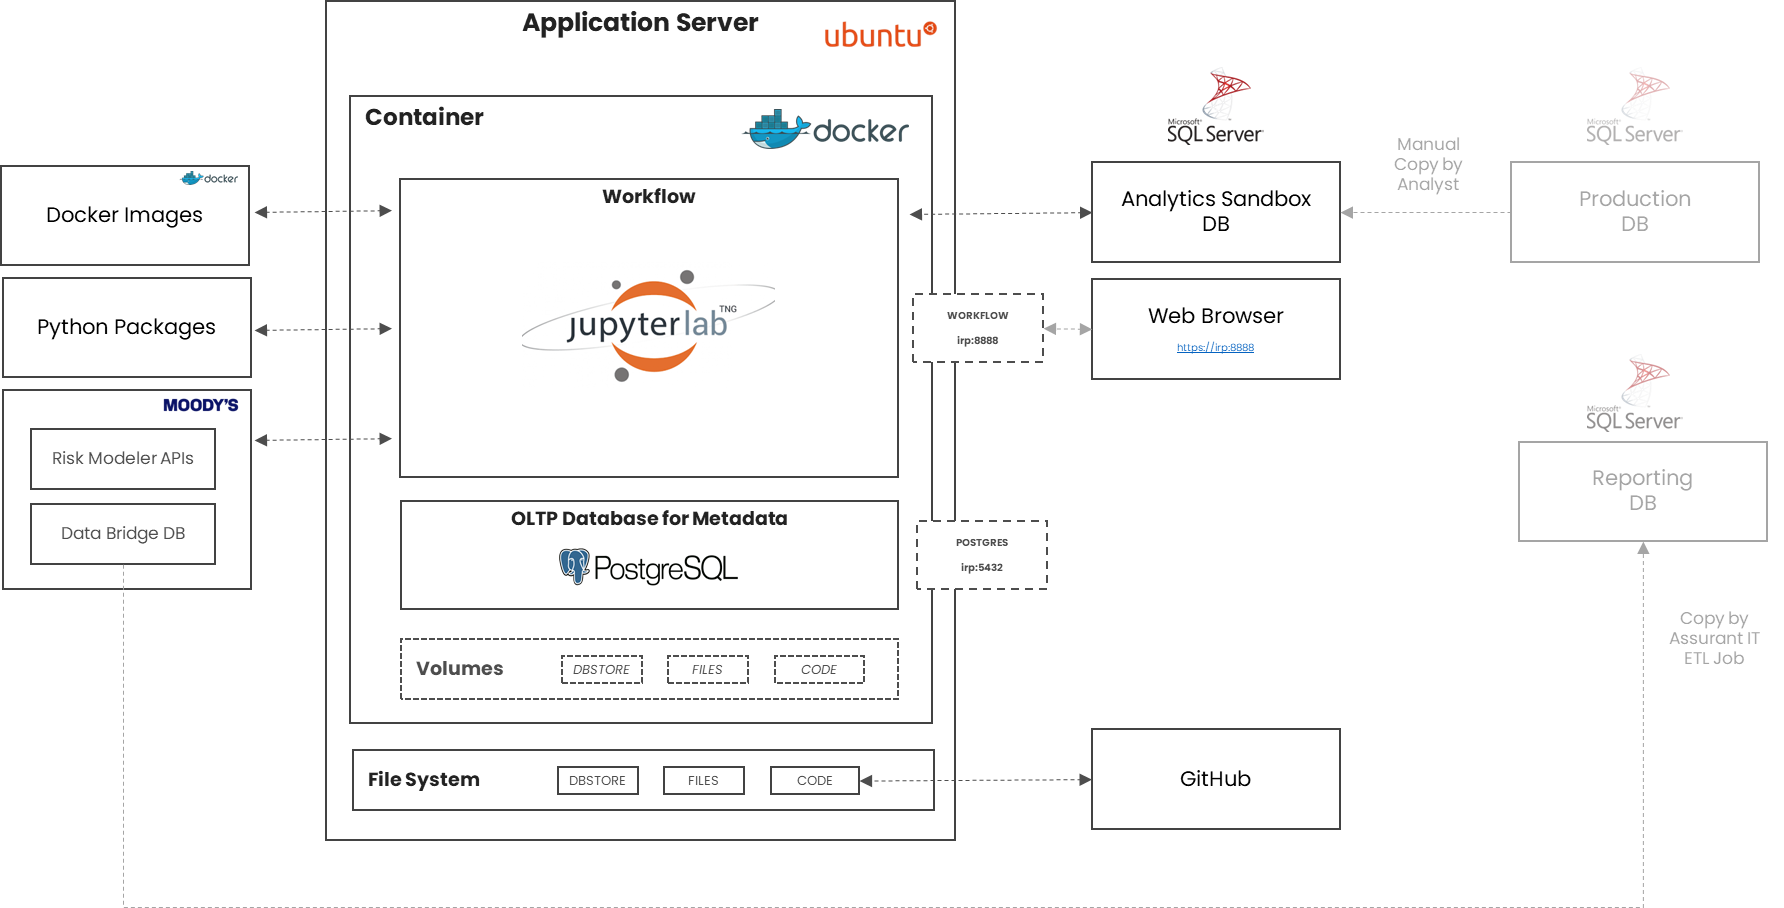 Application Server
ubuntu
Container
docker
Workflow
jupyterlab
TNG
OLTP Database for Metadata
PostgreSQL
Volumes
DBSTORE
FILES
CODE
File System
DBSTORE
FILES
CODE
docker
Docker Images
Python Packages
MOODY'S
Risk Modeler APIs
Data Bridge DB
WORKFLOW
irp:8888
POSTGRES
irp:5432
Microsoft®
SQL Server®
Analytics Sandbox
DB
Web Browser
https://irp:8888
GitHub
Manual
Copy by
Analyst
Microsoft®
SQL Server®
Production
DB
Microsoft®
SQL Server®
Reporting
DB
Copy by
Assurant IT
ETL Job